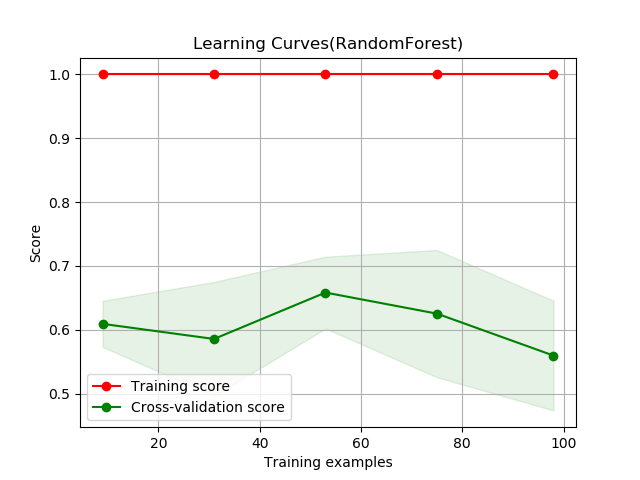 Learning Curves(RandomForest)
1.0
0.9
0.8
0.7
0.6
0.5
Score
Training score
Cross-validation score
20 40 60 80 100
Training examples